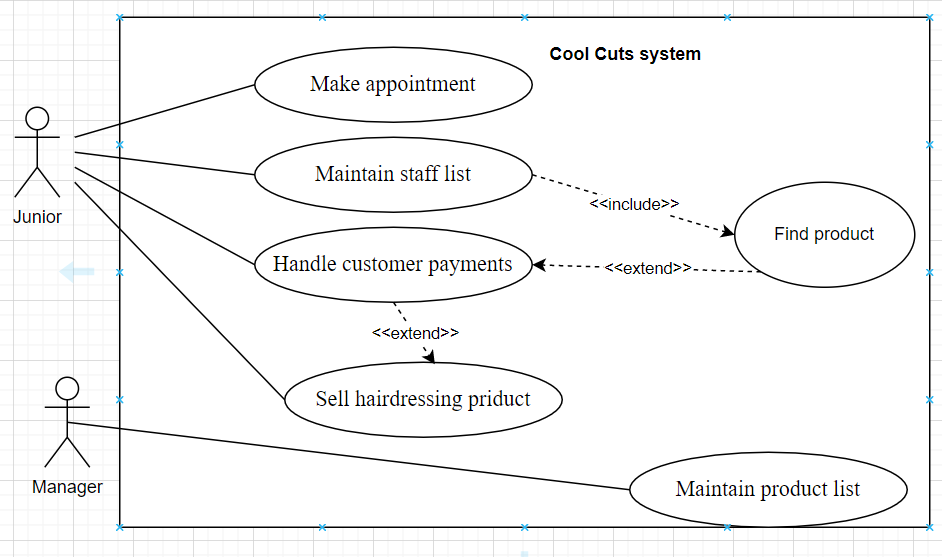 Cool Cuts system
Make appointment
Maintain staff list
<<include>>
Junior
Find product
Handle customer payments
<<extend>>
<<extend>>
Sell hairdressing priduct
Manager
Maintain product list